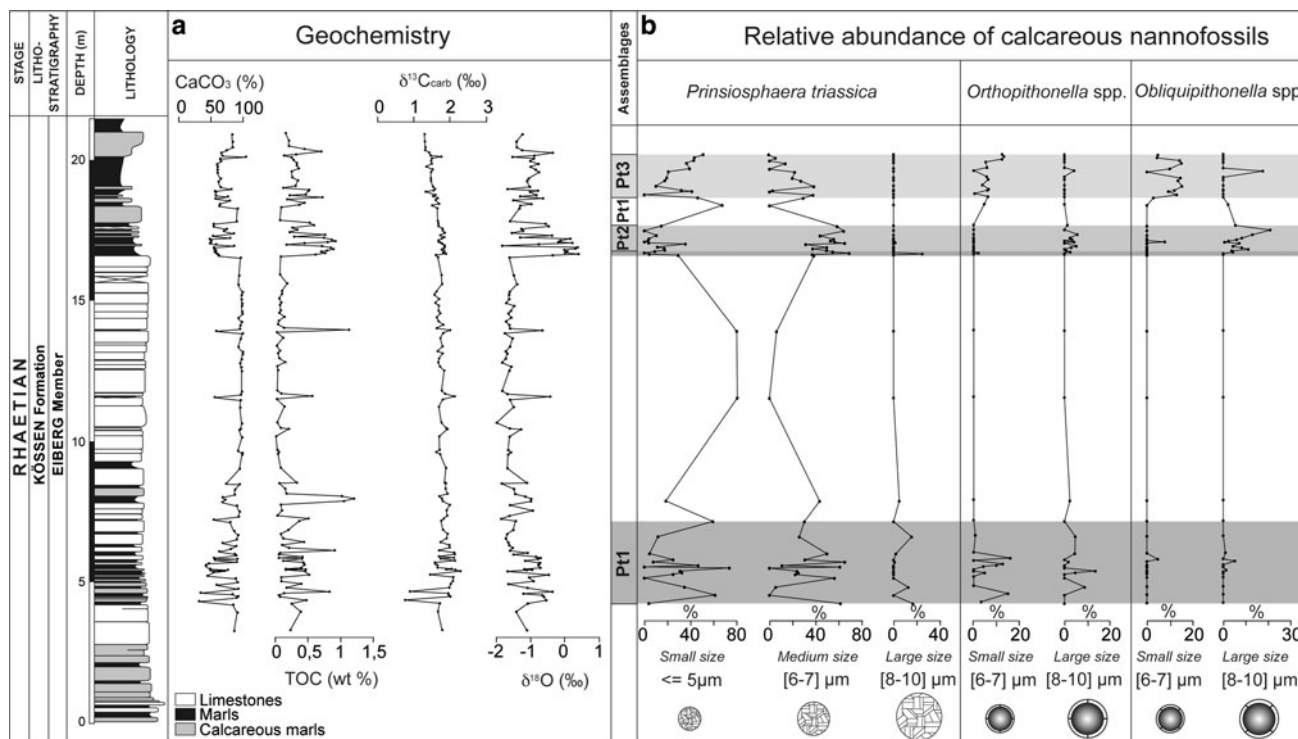 a
b
Geochemistry
Relative abundance of calcareous nannofossils
STAGE
LITHO-
STRATIGRAPHY
DEPTH (m)
LITHOLOGY
CaCO3 (%)
0 50 100
δ13Ccarb (‰)
0 1 2 3
Assemblages
Prinsiosphaera triassica
Orthopithonella spp.
Obliquipithonella spp
RHAETIAN
KÖSSEN Formation
EIBERG Member
20
15
10
5
0
Pt3
Pt1
Pt2
Pt1
0 0,5 1 1,5
TOC (wt %)
-2 -1 0 1
δ18O (‰)
Limestones
Marls
Calcareous marls
% % % % % %
0 40 80
0 40 80
0 40
0 20
0 20
0 20
0 30
Small size
Medium size
Large size
Small size
Large size
Small size
Large size
<= 5μm
[6-7] μm
[8-10] μm
[6-7] μm
[8-10] μm
[6-7] μm
[8-10] μm